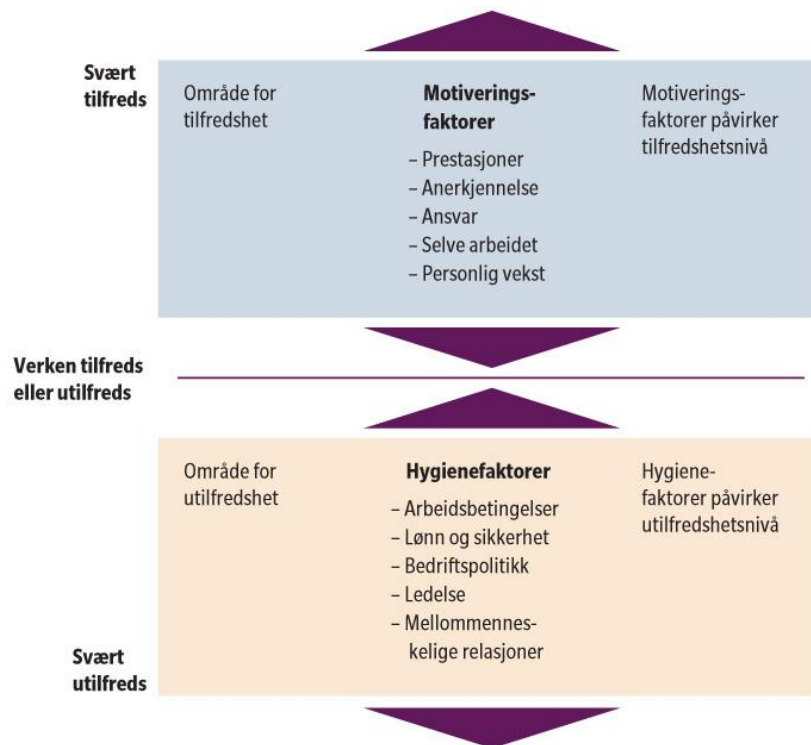 Svært
tilfreds
Område for
tilfredshet
Motiverings-
faktorer
– Prestasjoner
– Anerkjennelse
– Ansvar
– Selve arbeidet
– Personlig vekst
Motiverings-
faktorer påvirker
tilfredshetsnivå
Verken tilfreds
eller utilfreds
Område for
utilfredshet
Hygienefaktorer
– Arbeidsbetingelser
– Lønn og sikkerhet
– Bedriftspolitikk
– Ledelse
– Mellommennes-
kelige relasjoner
Hygiene-
faktorer påvirker
utilfredshetsnivå
Svært
utilfreds